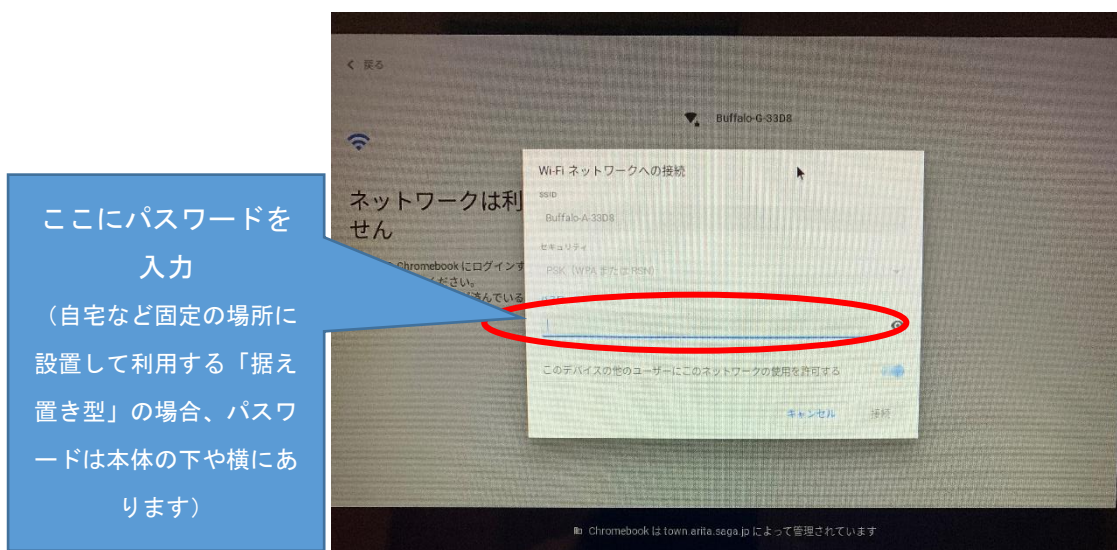 ここにパスワードを
入力
（自宅など固定の場所に
設置して利用する「据え
置き型」の場合、パスワ
ードは本体の下や横にあ
ります）
戻る
Buffalo-G-33D8
ネットワークは利
せん
Chromebook にログインす
ください。
済んでいる
Wi-Fi ネットワークへの接続
SSID
Buffalo-A-33D8
セキュリティ
PSK（WPA または RSN）
このデバイスの他のユーザーにこのネットワークの使用を許可する
キャンセル 接続
Chromebook は town.arita.saga.jp によって管理されています